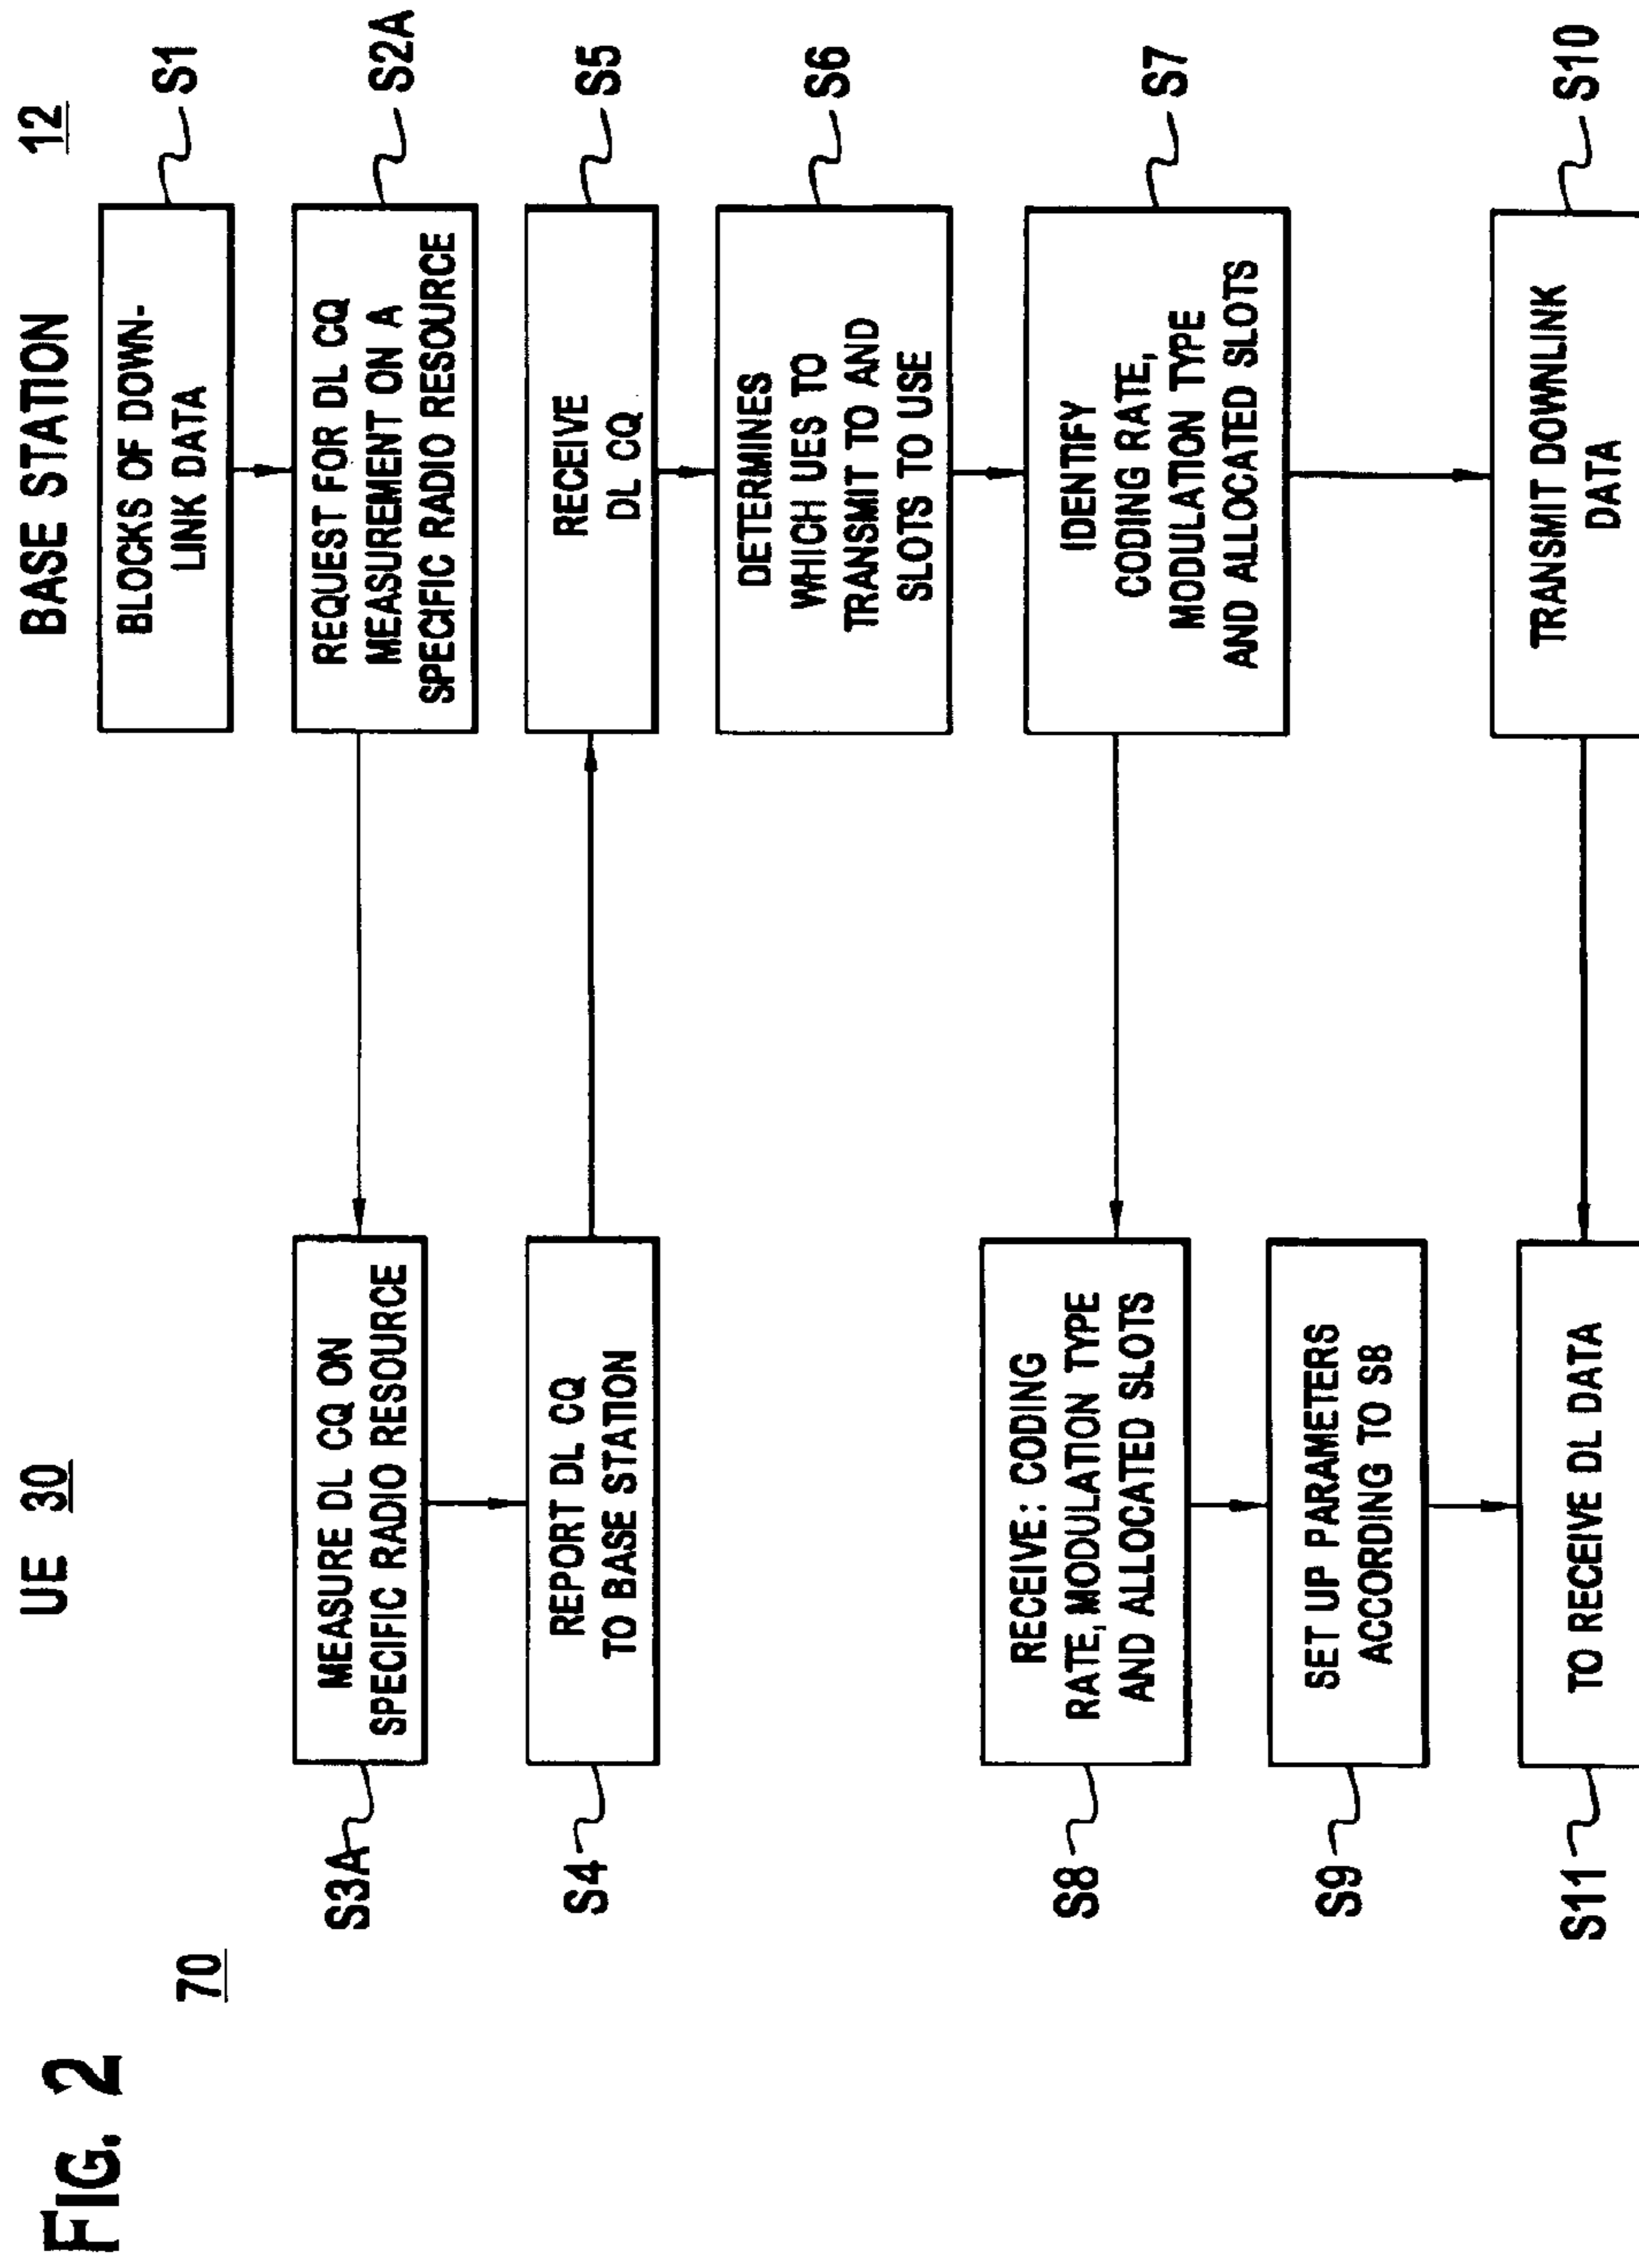 FIG. 2
70
UE 30
BASE STATION 12
BLOCKS OF DOWN-
LINK DATA
S1
REQUEST FOR DL CQ
MEASUREMENT ON A
SPECIFIC RADIO RESOURCE
S2A
S3A
MEASURE DL CQ ON
SPECIFIC RADIO RESOURCE
S4
REPORT DL CQ
TO BASE STATION
RECEIVE
DL CQ
S5
DETERMINES
WHICH UES TO
TRANSMIT TO AND
SLOTS TO USE
S6
IDENTIFY
CODING RATE,
MODULATION TYPE
AND ALLOCATED SLOTS
S7
S8
RECEIVE: CODING
RATE, MODULATION TYPE
AND ALLOCATED SLOTS
S9
SET UP PARAMETERS
ACCORDING TO S8
TRANSMIT DOWNLINK
DATA
S10
S11
TO RECEIVE DL DATA